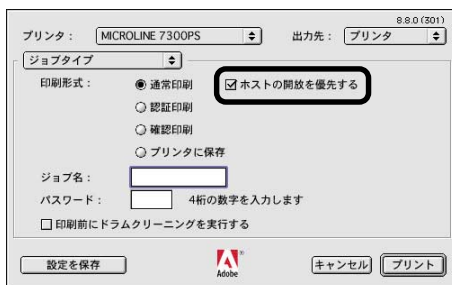 8.8.0 (301)
プリンタ： MICROLINE 7300PS 出力先： プリンタ
ジョブタイプ
印刷形式： 通常印刷 ホストの開放を優先する
認証印刷
確認印刷
プリンタに保存
ジョブ名：
パスワード： 4桁の数字を入力します
印刷前にドラムクリーニングを実行する
設定を保存 Adobe キャンセル プリント